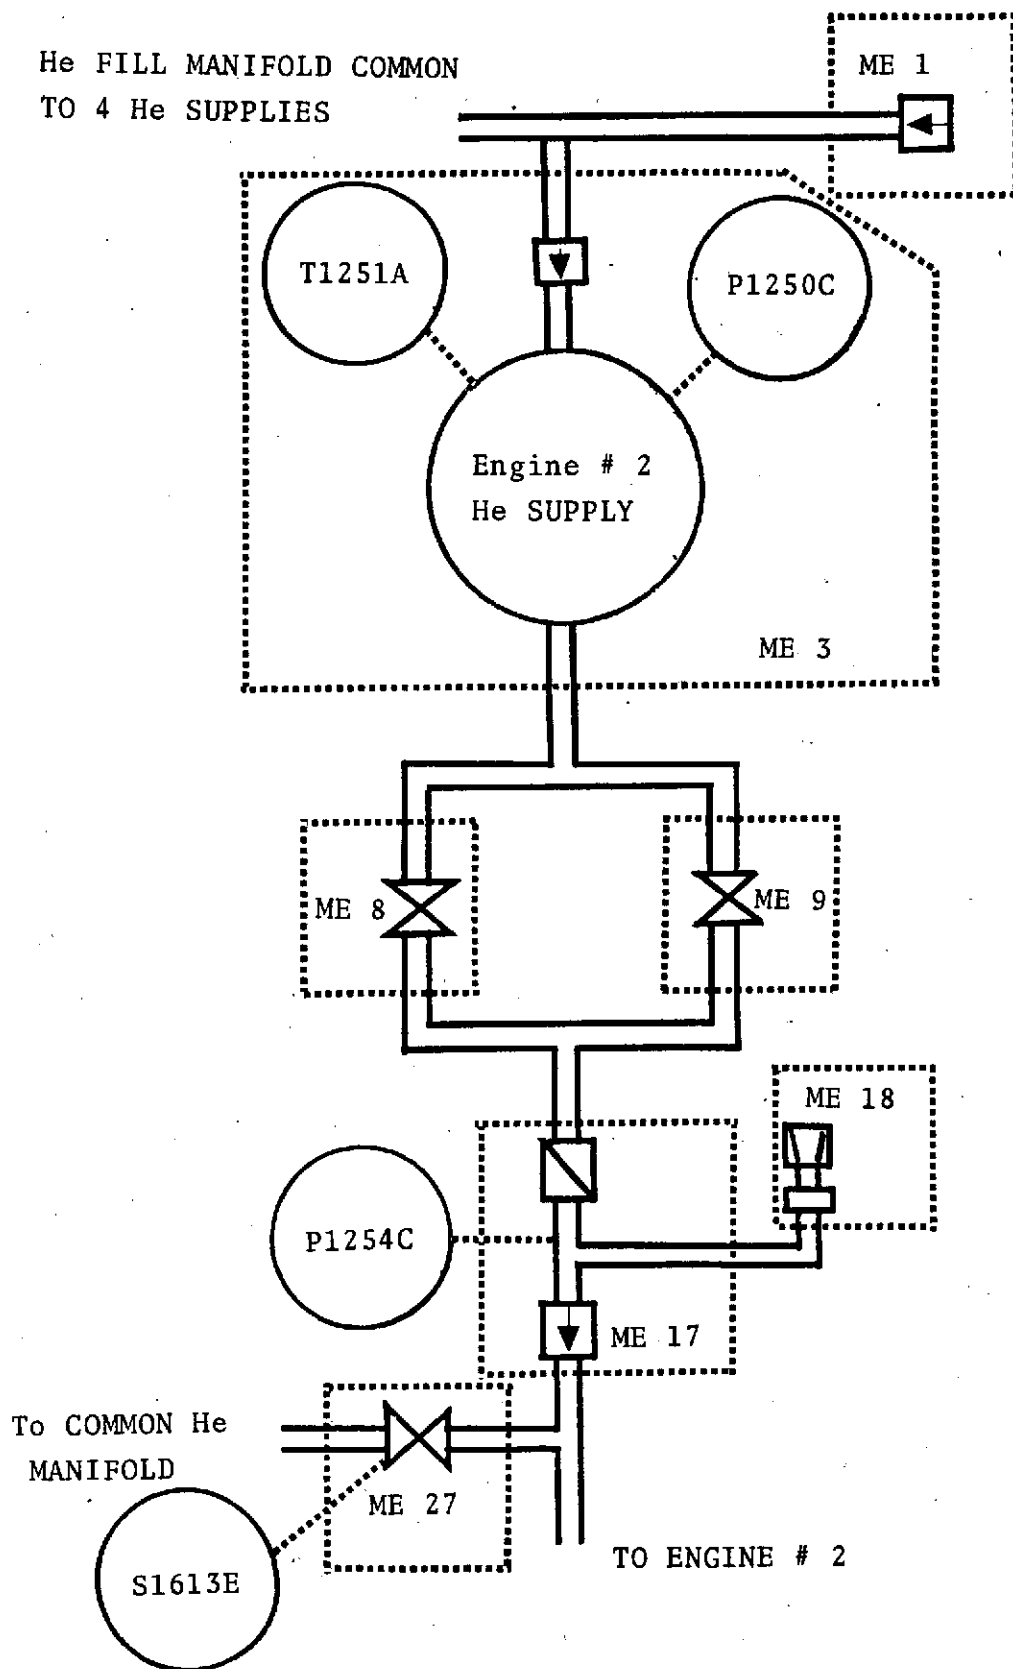 He FILL MANIFOLD COMMON
TO 4 He SUPPLIES
ME 1
T1251A
P1250C
Engine # 2
He SUPPLY
ME 3
ME 8
ME 9
ME 18
P1254C
ME 17
To COMMON He
MANIFOLD
ME 27
S1613E
TO ENGINE # 2